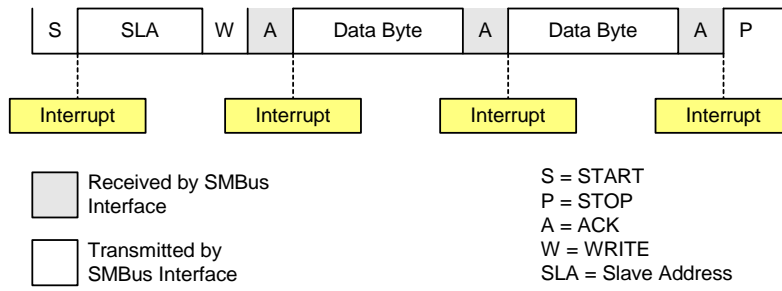 S SLA W A Data Byte A Data Byte A P
Interrupt Interrupt Interrupt Interrupt
Received by SMBus
Interface
Transmitted by
SMBus Interface
S = START
P = STOP
A = ACK
W = WRITE
SLA = Slave Address